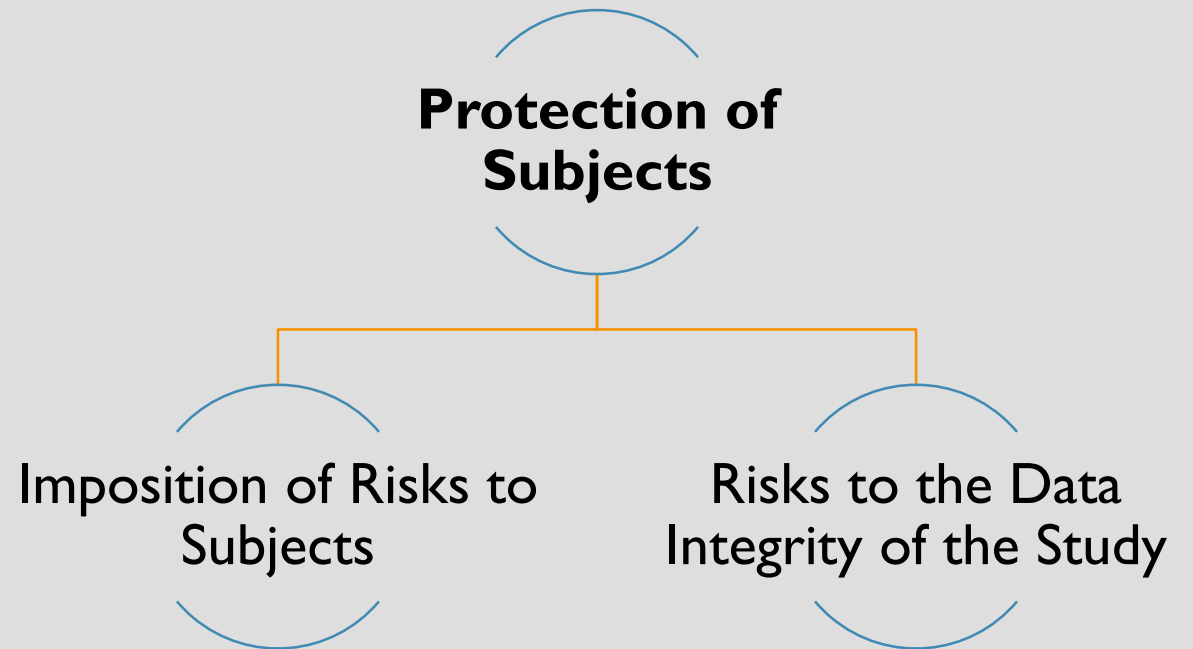 Protection of
Subjects
Imposition of Risks to
Subjects
Risks to the Data
Integrity of the Study